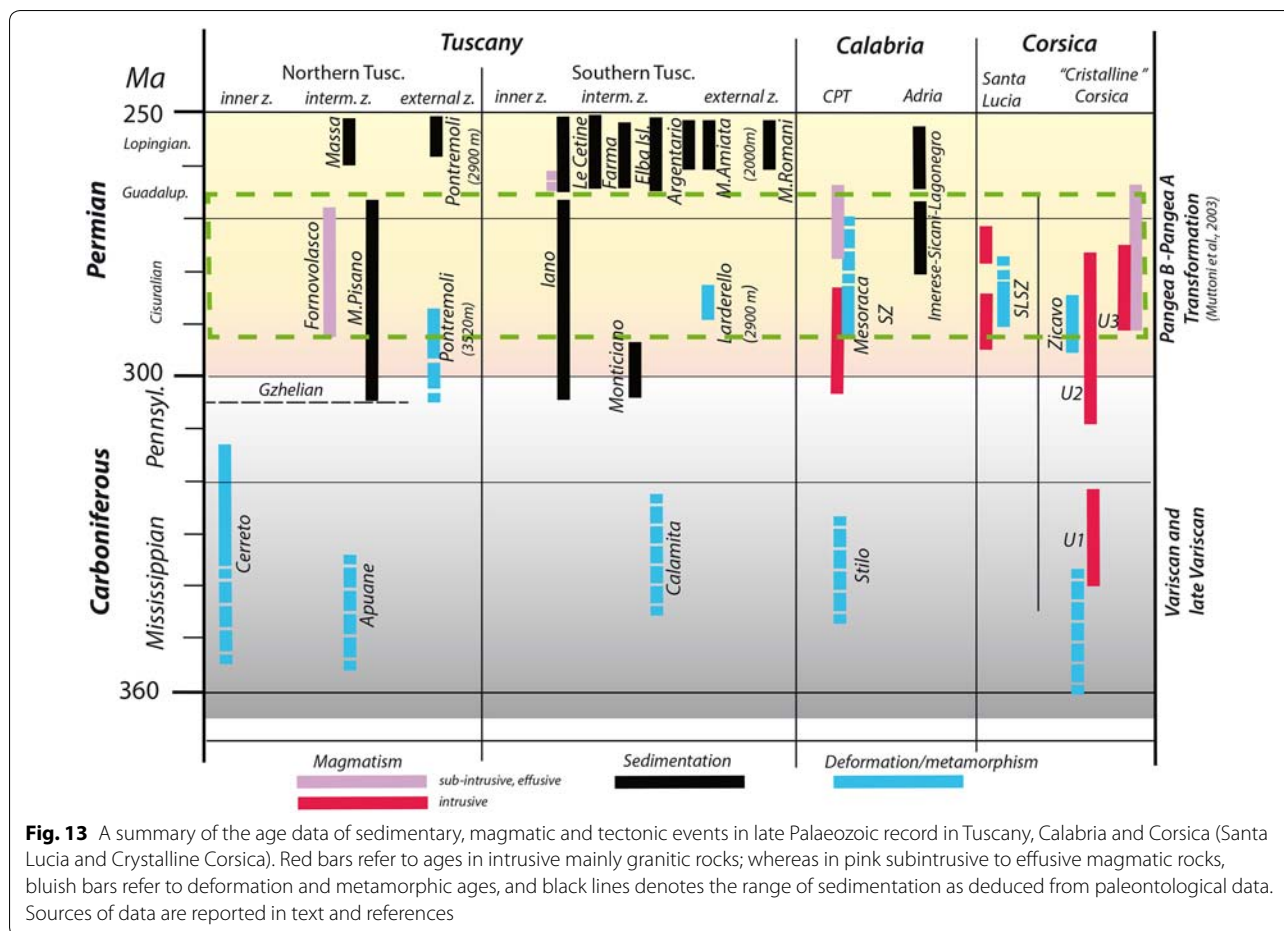 Tuscany
Calabria
Corsica
Ma
Northern Tusc.
Southern Tusc.
Santa
Lucia
"Cristalline"
Corsica
inner z.
interm. z.
external z.
inner z.
interm. z.
external z.
CPT
Adria
250
Lopingian.
Guadalup.
Cisuralian
Permian
300
Gzhelian
Pennsyl.
Carboniferous
Mississippian
360
Massa
Pontremoli
(2900 m)
Fornovolasco
M.Pisano
Pontremoli
(3520m)
Cerreto
Apuane
Iano
Le Cetine
Farma
Elba Isl.
Argentario
M.Amiata
(2000m)
M.Romani
Monticiano
Larderello
(2900 m)
Calamita
Mesoraca
SZ
Stilo
Imerese-Sicani-Lagonegro
SLSZ
Zicavo
U3
U2
U1
Pangea B -Pangea A
Transformation
(Muttoni et al., 2003)
Variscan and
late Variscan
Magmatism
Sedimentation
Deformation/metamorphism
sub-intrusive, effusive
intrusive
Fig. 13 A summary of the age data of sedimentary, magmatic and tectonic events in late Palaeozoic record in Tuscany, Calabria and Corsica (Santa
Lucia and Crystalline Corsica). Red bars refer to ages in intrusive mainly granitic rocks; whereas in pink subintrusive to effusive magmatic rocks,
bluish bars refer to deformation and metamorphic ages, and black lines denotes the range of sedimentation as deduced from paleontological data.
Sources of data are reported in text and references